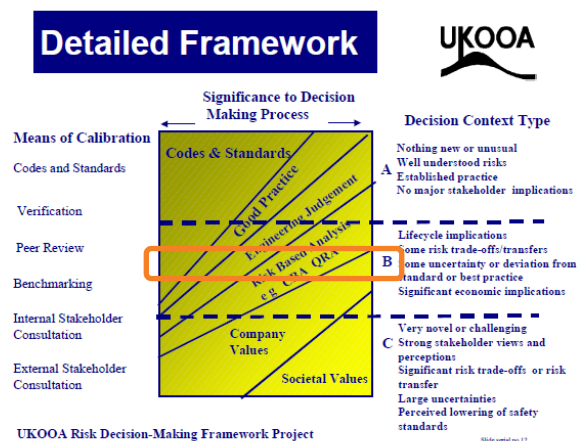 Detailed Framework
UKOOA
Significance to Decision
Making Process
Decision Context Type
Means of Calibration
Codes and Standards
Verification
Peer Review
Benchmarking
Internal Stakeholder
Consultation
External Stakeholder
Consultation
Codes & Standards
Good Practice
Engineering Judgement
Risk Based Analysis
e.g. CBA QRA
Company
Values
Societal Values
A
Nothing new or unusual
Well understood risks
Established practice
No major stakeholder implications
B
Lifecycle implications
Some risk trade-offs/transfers
Some uncertainty or deviation from
standard or best practice
Significant economic implications
C
Very novel or challenging
Strong stakeholder views and
perceptions
Significant risk trade-offs or risk
transfer
Large uncertainties
Perceived lowering of safety
standards
UKOOA Risk Decision-Making Framework Project
Slide serial no 12